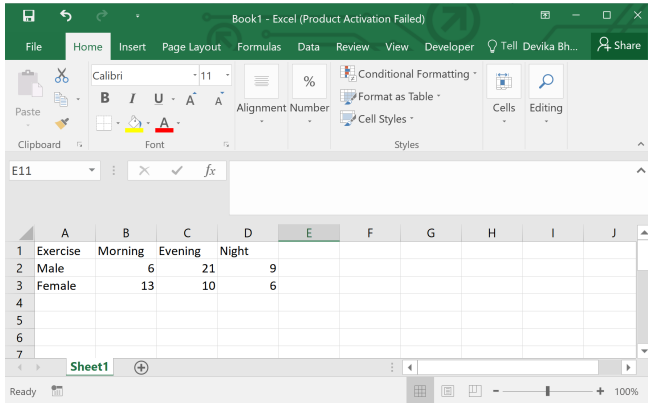 Book1 - Excel (Product Activation Failed)
File Home Insert Page Layout Formulas Data Review View Developer Tell Devika Bh... Share
Calibri 11
Paste B I U A A
A
Alignment Number
%
Conditional Formatting
Format as Table
Cell Styles
Cells Editing
Clipboard Font Styles
E11 fx
A B C D E F G H I J
1 Exercise Morning Evening Night
2 Male 6 21 9
3 Female 13 10 6
4
5
6
7
Sheet1
Ready 100%